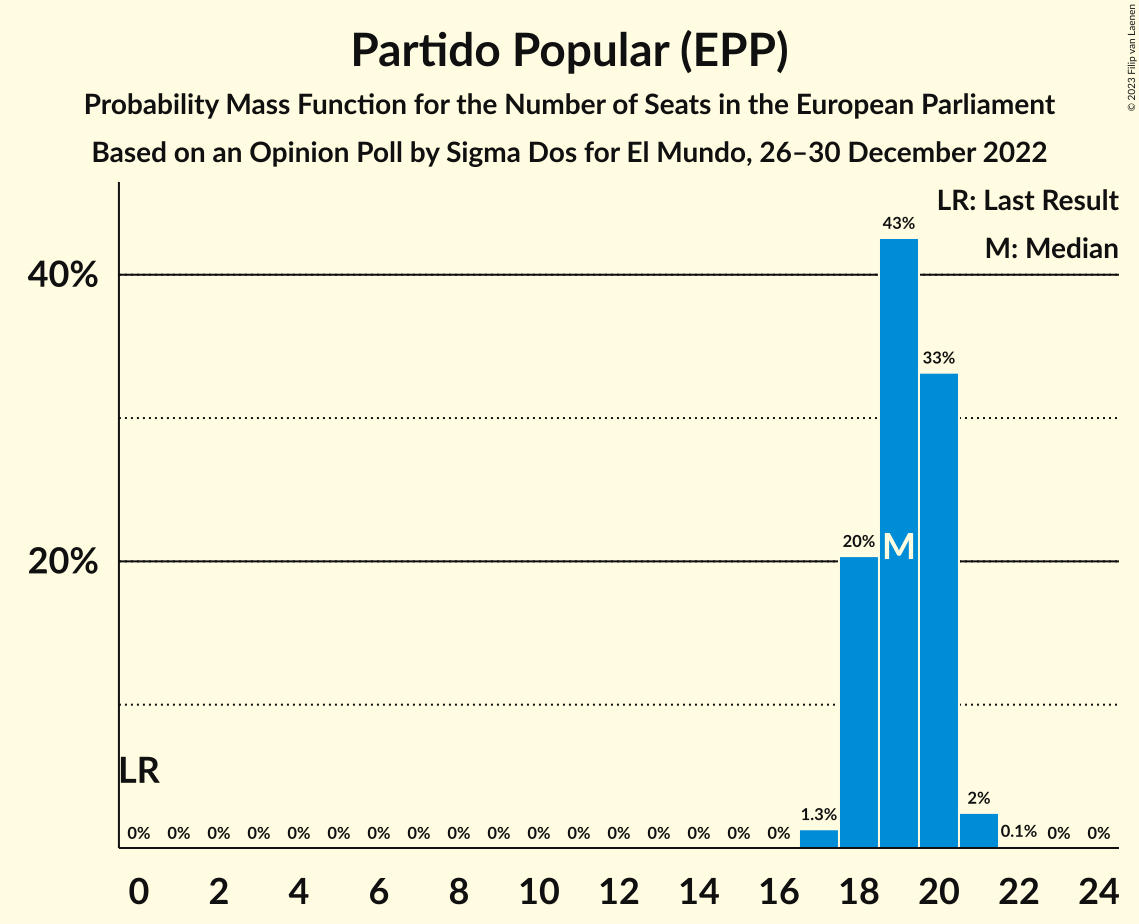 Partido Popular (EPP)
Probability Mass Function for the Number of Seats in the European Parliament
Based on an Opinion Poll by Sigma Dos for El Mundo, 26–30 December 2022
© 2023 Filip van Laenen
LR: Last Result
M: Median
43%
40%
33%
20%
20%
M
LR
0% 0% 0% 0% 0% 0% 0% 0% 0% 0% 0% 0% 0% 0% 0% 0% 0% 1.3% 2% 0.1% 0% 0%
0 2 4 6 8 10 12 14 16 18 20 22 24